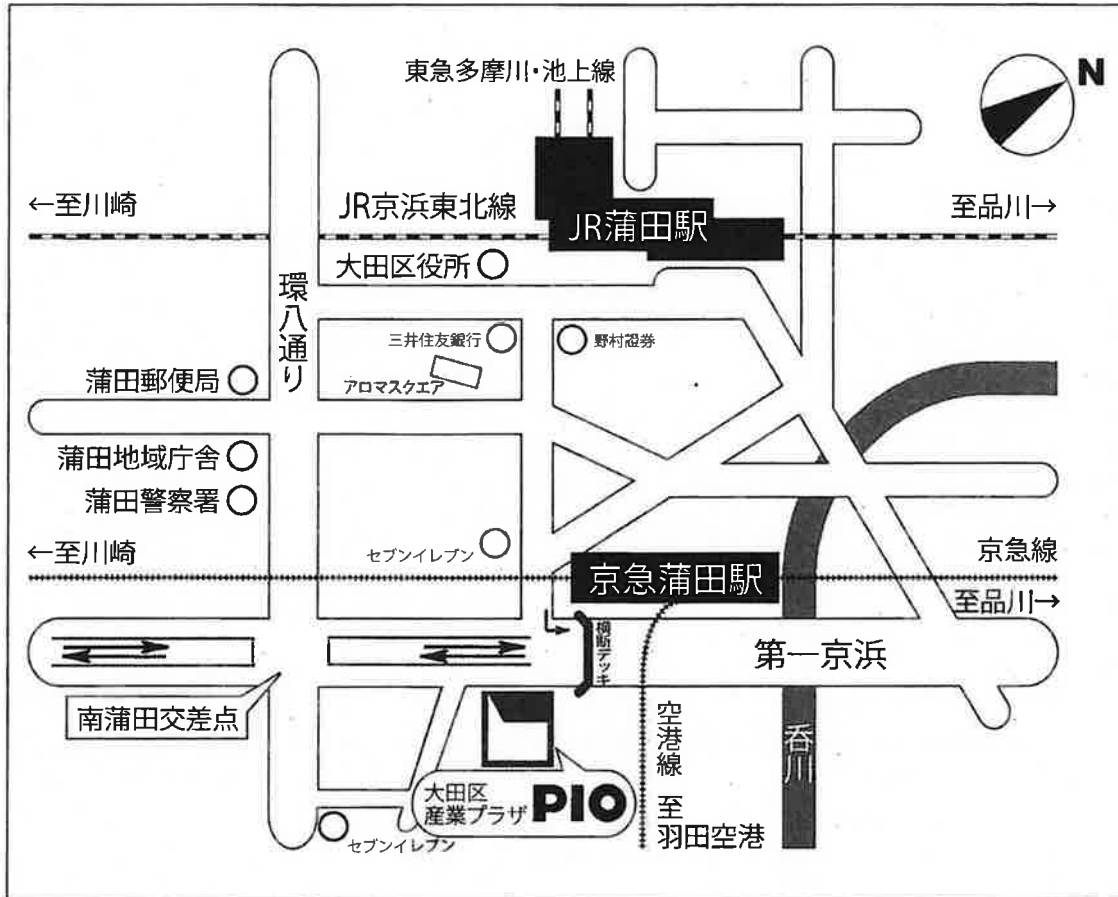 東急多摩川・池上線
N
←至川崎
JR京浜東北線
JR蒲田駅
至品川→
大田区役所
環八通り
三井住友銀行
野村證券
アロマスクエア
蒲田郵便局
蒲田地域庁舎
蒲田警察署
セブンイレブン
←至川崎
京急蒲田駅
京急線
至品川→
横断デッキ
第一京浜
南蒲田交差点
空港線 至
羽田空港
呑川
大田区
産業プラザ PIO
セブンイレブン